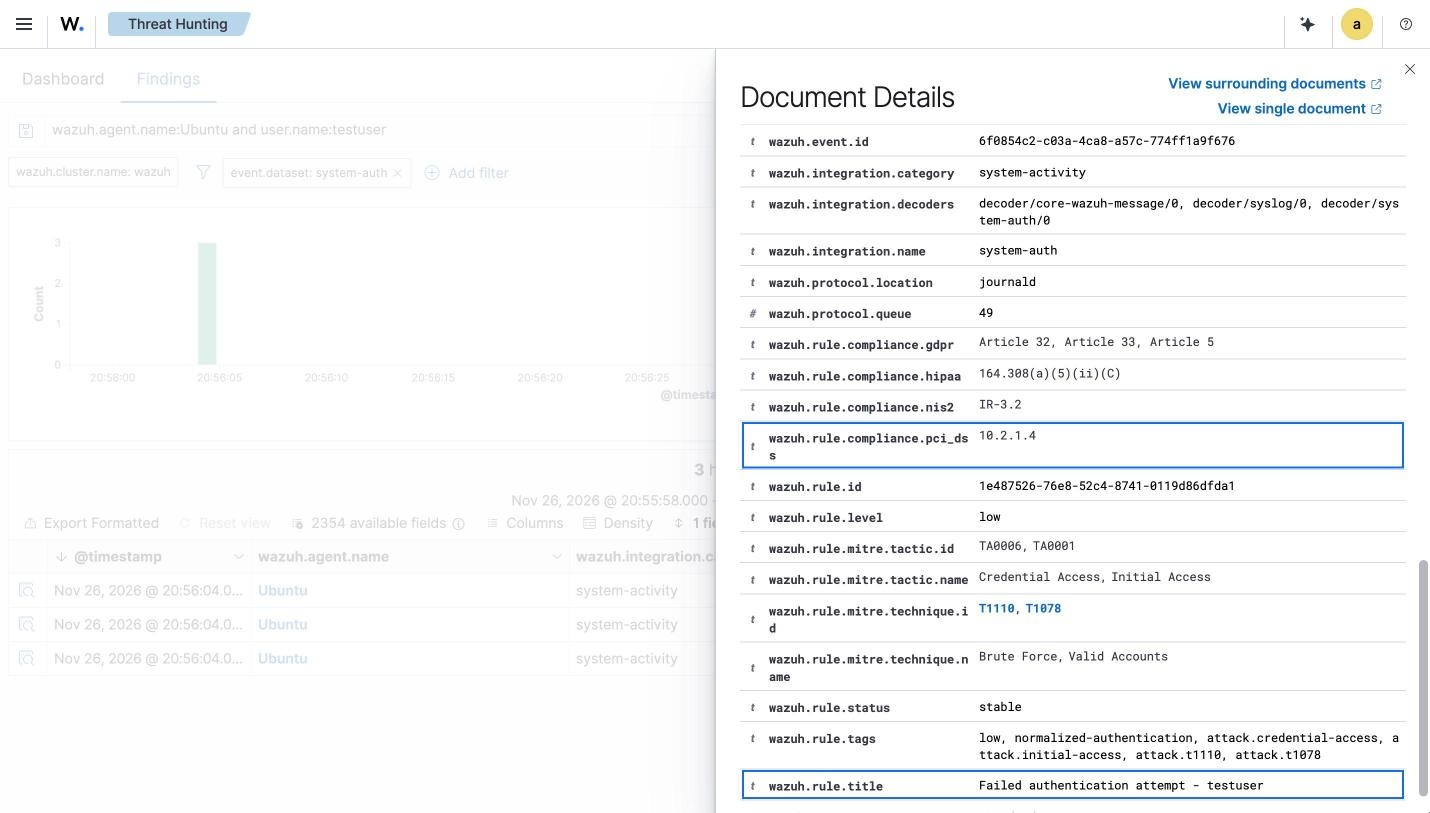 W.
Threat Hunting
a
Dashboard
Findings
wazuh.agent.name:Ubuntu and user.name:testuser
wazuh.cluster.name: wazuh
event.dataset: system-auth
Add filter
Count
3
2
1
0
20:56:00
20:56:05
20:56:10
20:56:15
20:56:20
20:56:25
@timesta
3 h
Nov 26, 2026 @ 20:55:58.000 -
Export Formatted
Reset view
2354 available fields
Columns
Density
1 fie
@timestamp
wazuh.agent.name
wazuh.integration.c
Nov 26, 2026 @ 20:56:04.0... Ubuntu system-activity
Nov 26, 2026 @ 20:56:04.0... Ubuntu system-activity
Nov 26, 2026 @ 20:56:04.0... Ubuntu system-activity
Document Details
View surrounding documents
View single document
t wazuh.event.id 6f0854c2-c03a-4ca8-a57c-774ff1a9f676
t wazuh.integration.category system-activity
t wazuh.integration.decoders decoder/core-wazuh-message/0, decoder/syslog/0, decoder/sys
tem-auth/0
t wazuh.integration.name system-auth
t wazuh.protocol.location journald
# wazuh.protocol.queue 49
t wazuh.rule.compliance.gdpr Article 32, Article 33, Article 5
t wazuh.rule.compliance.hipaa 164.308(a)(5)(ii)(C)
t wazuh.rule.compliance.nis2 IR-3.2
t wazuh.rule.compliance.pci_ds 10.2.1.4
s
t wazuh.rule.id 1e487526-76e8-52c4-8741-0119d86dfda1
t wazuh.rule.level low
t wazuh.rule.mitre.tactic.id TA0006, TA0001
t wazuh.rule.mitre.tactic.name Credential Access, Initial Access
t wazuh.rule.mitre.technique.i T1110, T1078
d
t wazuh.rule.mitre.technique.n Brute Force, Valid Accounts
ame
t wazuh.rule.status stable
t wazuh.rule.tags low, normalized-authentication, attack.credential-access, a
ttack.initial-access, attack.t1110, attack.t1078
t wazuh.rule.title Failed authentication attempt - testuser